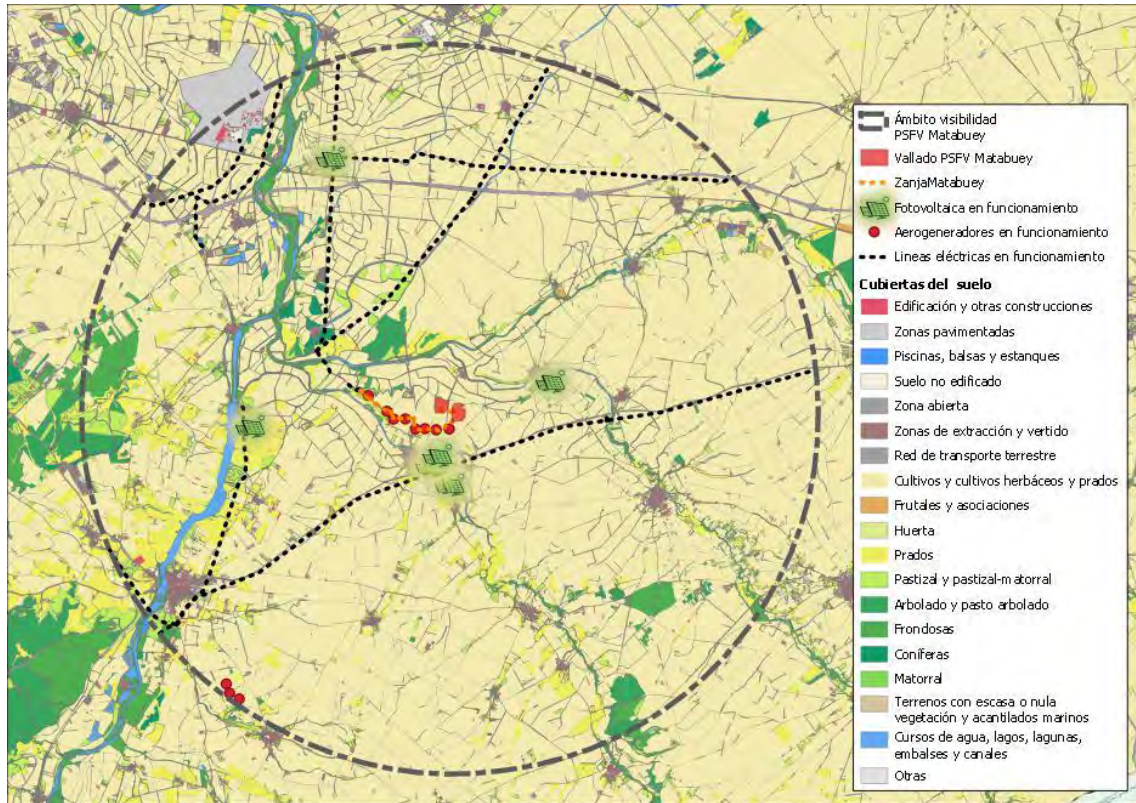 Ámbito visibilidad
PSFV Matabuey
Vallado PSFV Matabuey
ZanjaMatabuey
Fotovoltaica en funcionamiento
Aerogeneradores en funcionamiento
Lineas eléctricas en funcionamiento
Cubiertas del suelo
Edificación y otras construcciones
Zonas pavimentadas
Piscinas, balsas y estanques
Suelo no edificado
Zona abierta
Zonas de extracción y vertido
Red de transporte terrestre
Cultivos y cultivos herbáceos y prados
Frutales y asociaciones
Huerta
Prados
Pastizal y pastizal-matorral
Arbolado y pasto arbolado
Frondosas
Coníferas
Matorral
Terrenos con escasa o nula
vegetación y acantilados marinos
Cursos de agua, lagos, lagunas,
embalses y canales
Otras